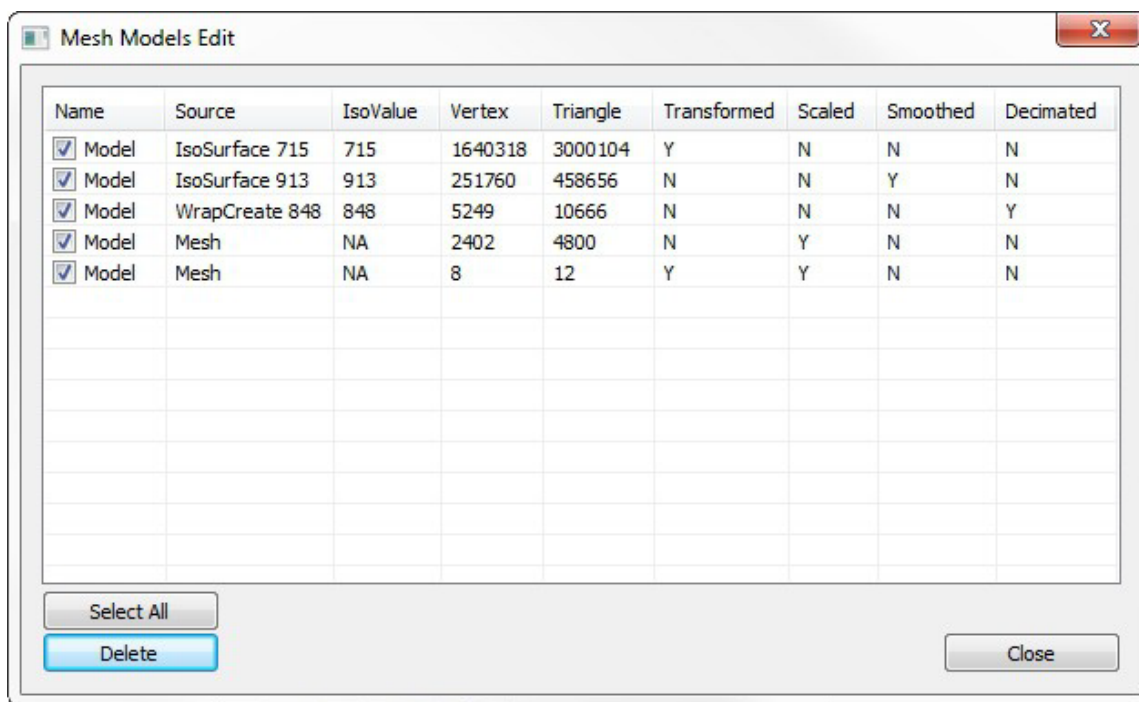 Mesh Models Edit
Name Source IsoValue Vertex Triangle Transformed Scaled Smoothed Decimated
Model IsoSurface 715 715 1640318 3000104 Y N N N
Model IsoSurface 913 913 251760 458656 N N Y N
Model WrapCreate 848 848 5249 10666 N N N Y
Model Mesh NA 2402 4800 N Y N N
Model Mesh NA 8 12 Y Y N N
Select All
Delete Close